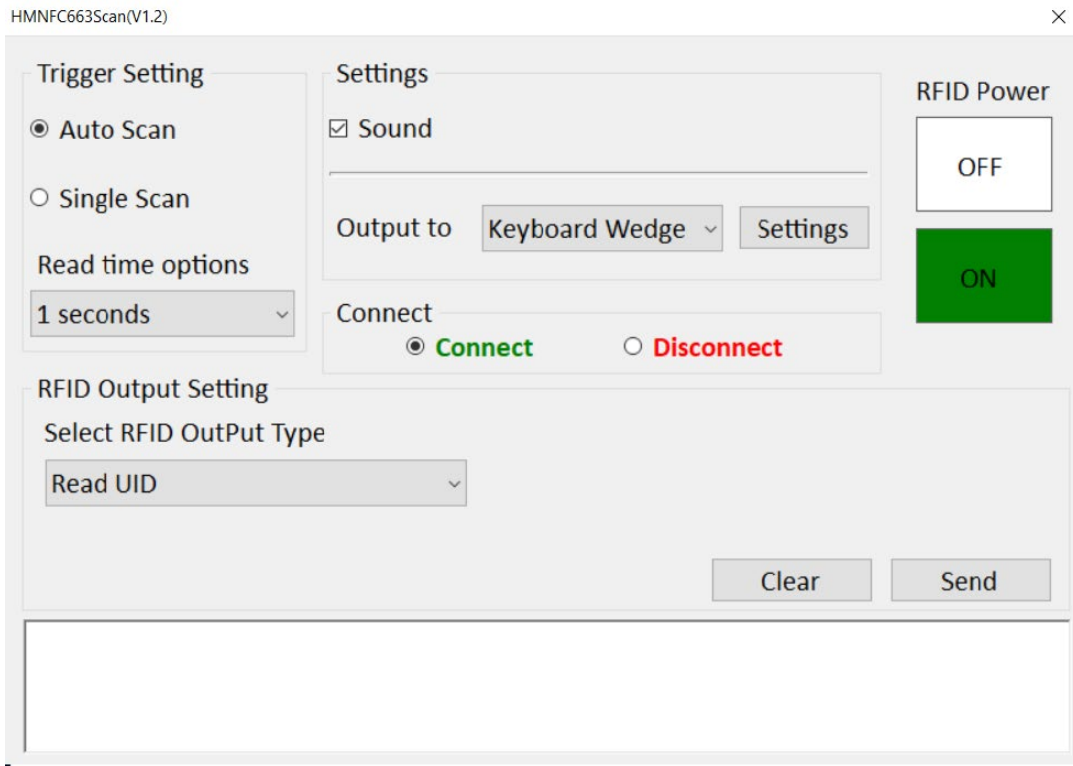 HMNFC663Scan(V1.2)
Trigger Setting
Auto Scan
Single Scan
Read time options
1 seconds
Settings
Sound
Output to Keyboard Wedge Settings
Connect
Connect Disconnect
RFID Power
OFF
ON
RFID Output Setting
Select RFID OutPut Type
Read UID
Clear Send